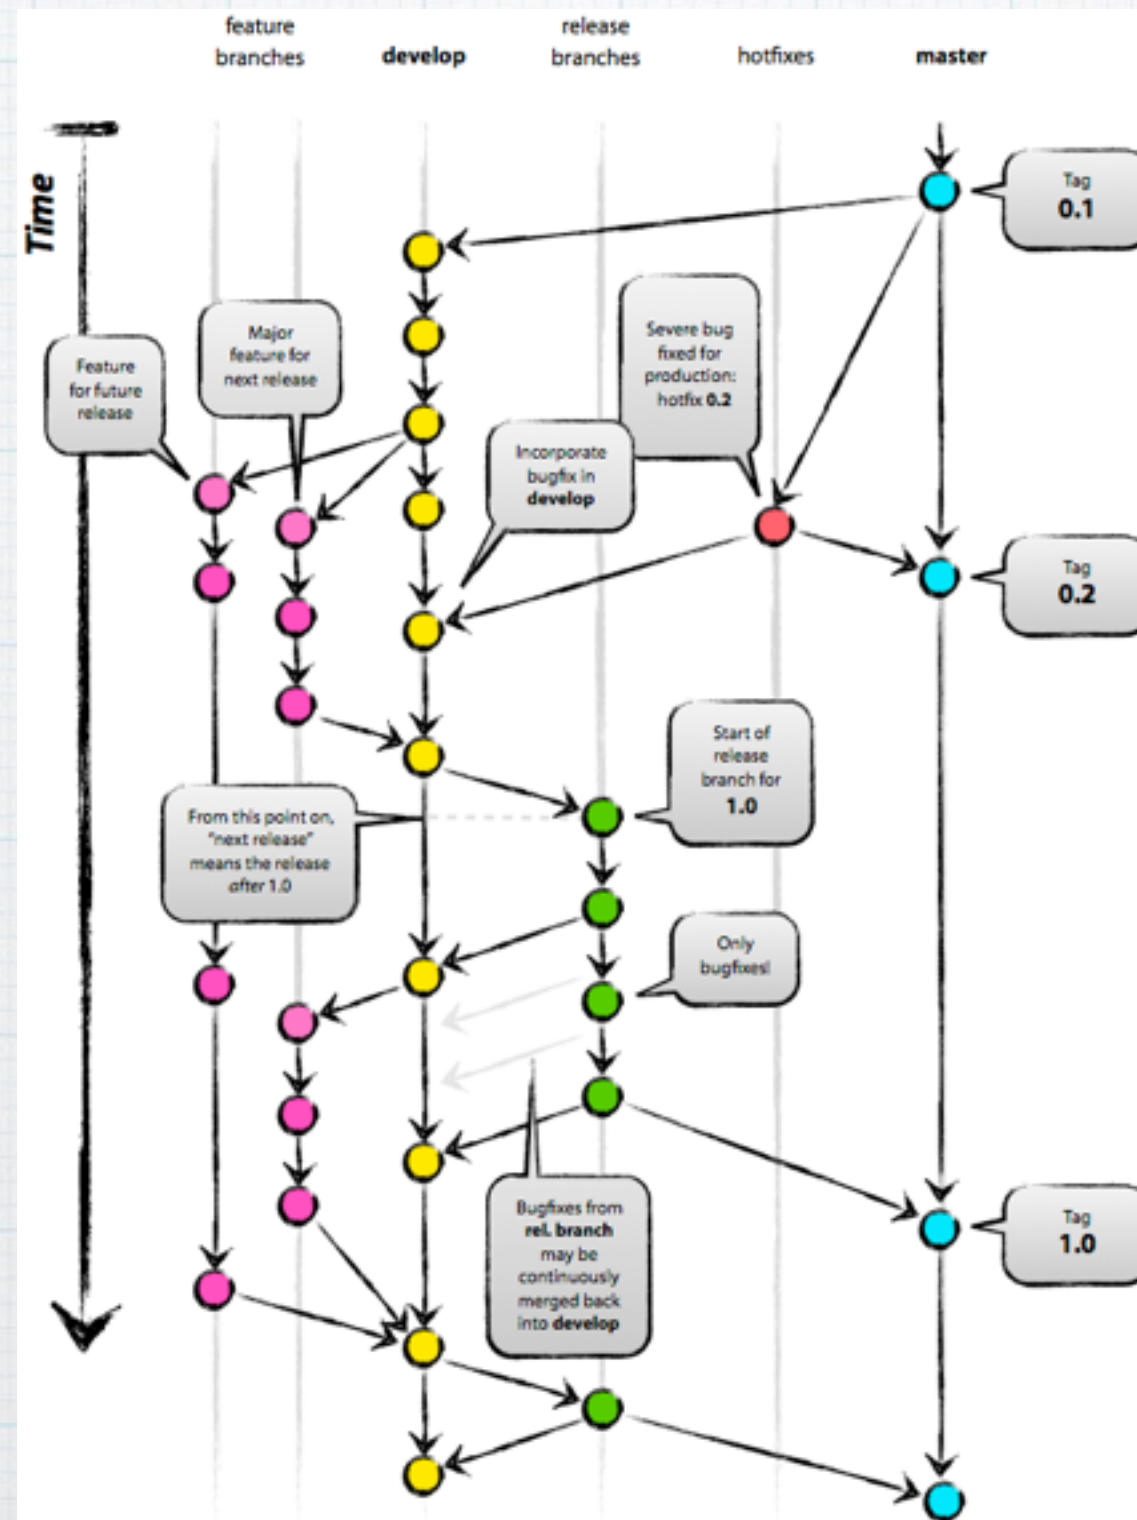 feature
branches
develop
release
branches
hotfixes
master
Time
Tag
0.1
Feature
for future
release
Major
feature for
next release
Severe bug
fixed for
production:
hotfix 0.2
Incorporate
bugfix in
develop
Tag
0.2
Start of
release
branch for
1.0
From this point on,
“next release”
means the release
after 1.0
Only
bugfixes!
Bugfixes from
rel. branch
may be
continuously
merged back
into develop
Tag
1.0